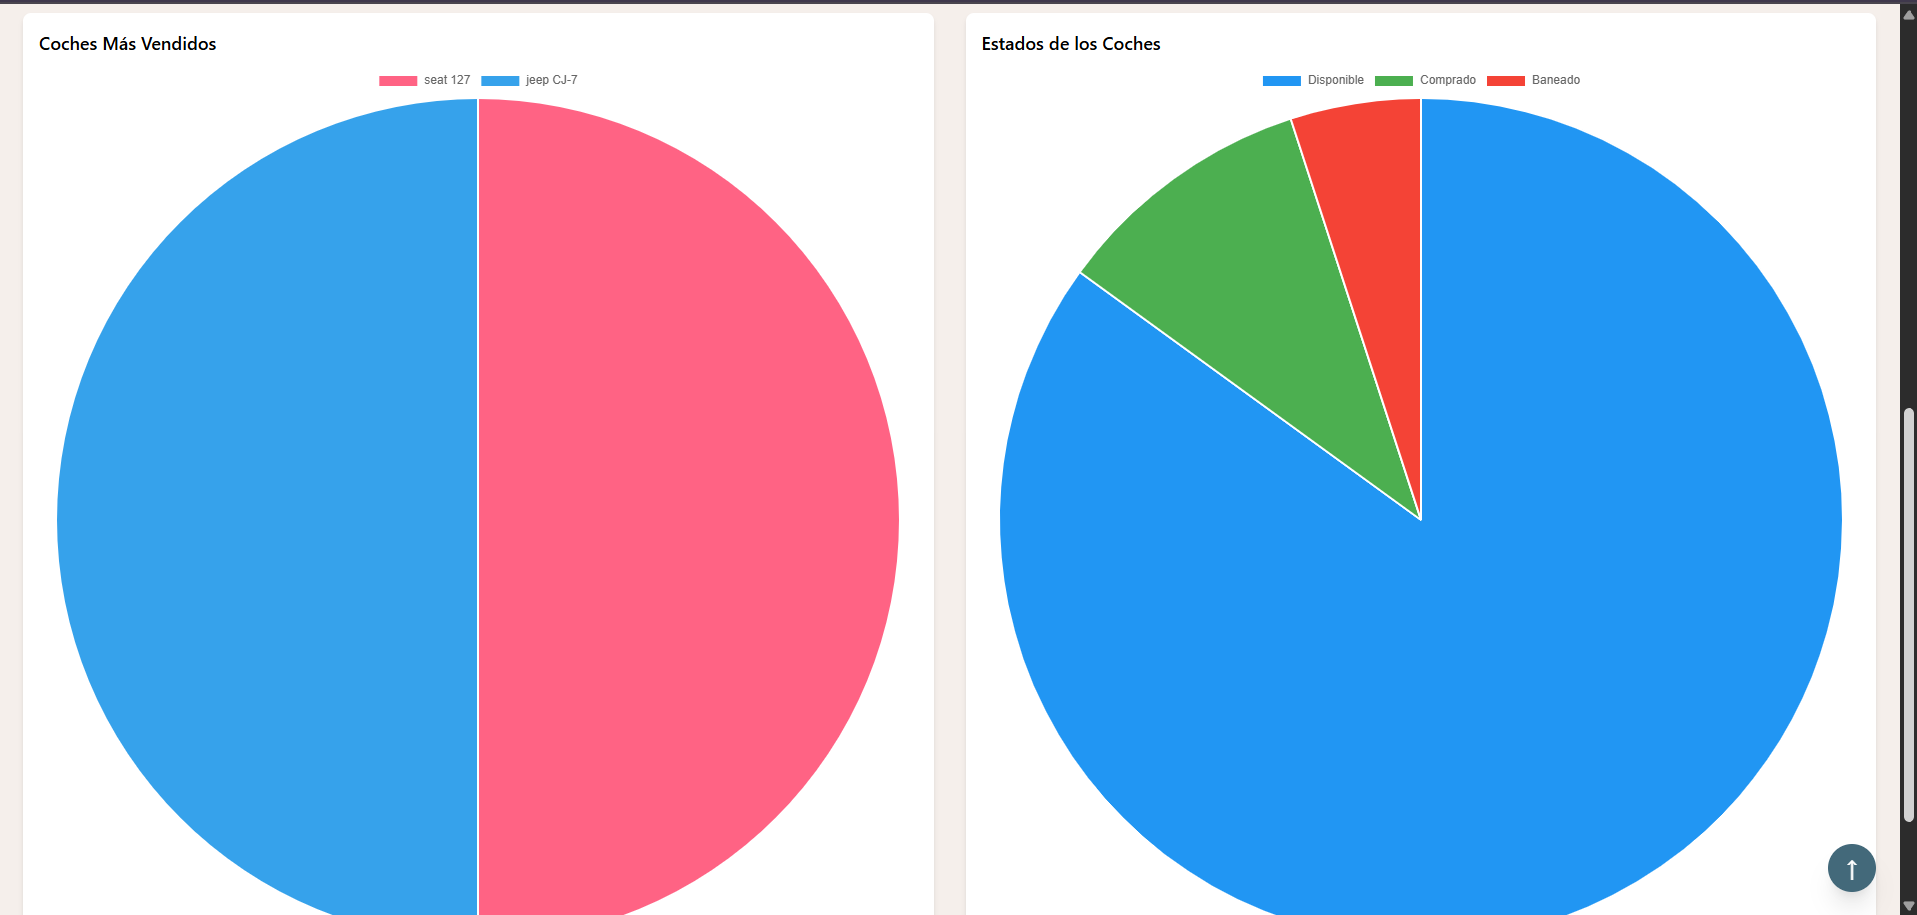 Coches Más Vendidos
seat 127 jeep CJ-7
Estados de los Coches
Disponible Comprado Baneado